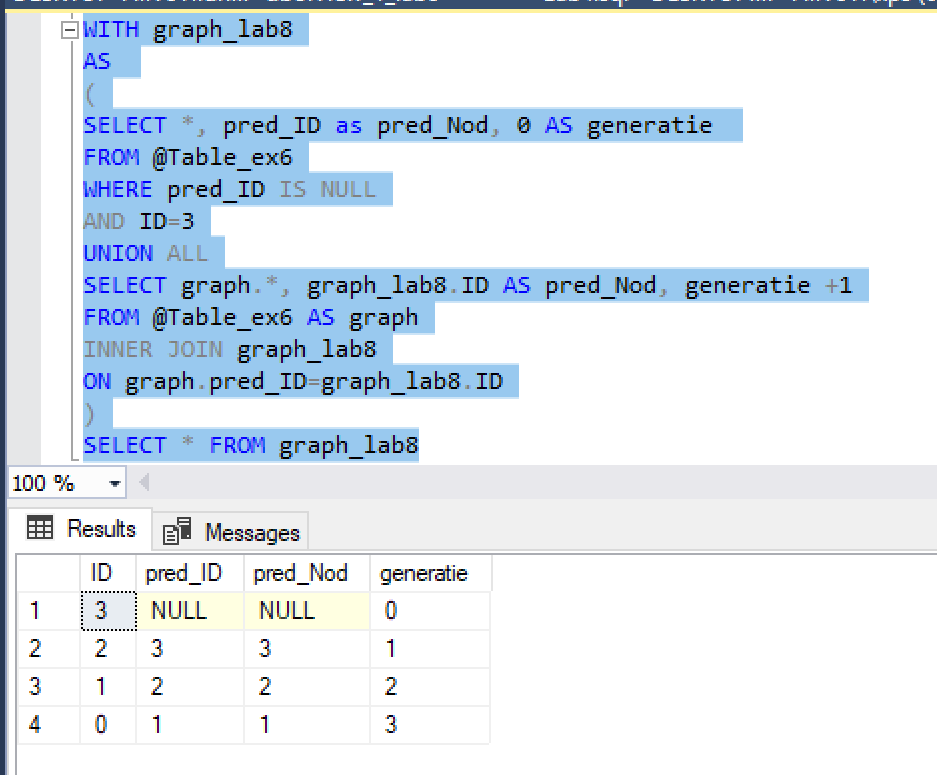 WITH graph_lab8
AS
(
SELECT *, pred_ID as pred_Nod, 0 AS generatie
FROM @Table_ex6
WHERE pred_ID IS NULL
AND ID=3
UNION ALL
SELECT graph.*, graph_lab8.ID AS pred_Nod, generatie +1
FROM @Table_ex6 AS graph
INNER JOIN graph_lab8
ON graph.pred_ID=graph_lab8.ID
)
SELECT * FROM graph_lab8
100 %
Results Messages
ID pred_ID pred_Nod generatie
1 3 NULL NULL 0
2 2 3 3 1
3 1 2 2 2
4 0 1 1 3